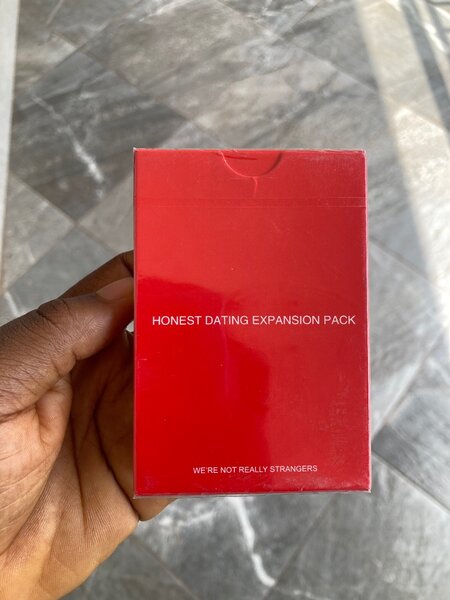 HONEST DATING EXPANSION PACK
WE'RE NOT REALLY STRANGERS